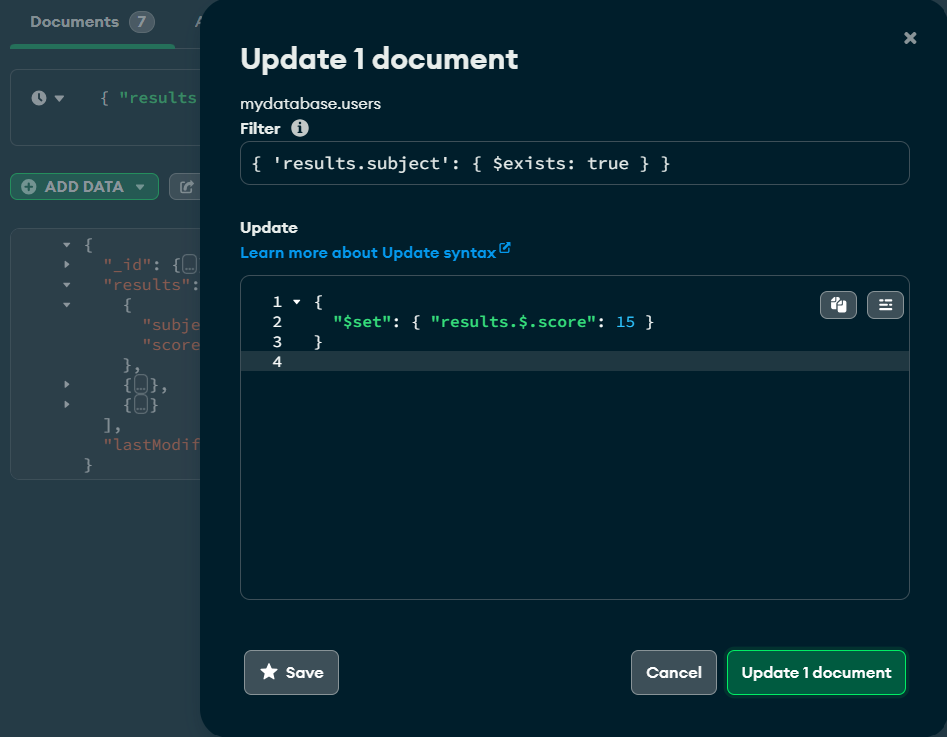 Documents 7
{ "results
ADD DATA
{
"_id": {…
"results":
{
"subje
"score
},
{…},
{…}
],
"lastModif
}
Update 1 document
mydatabase.users
Filter
{ 'results.subject': { $exists: true } }
Update
Learn more about Update syntax
1 {
2 "$set": { "results.$.score": 15 }
3 }
4
Save
Cancel
Update 1 document